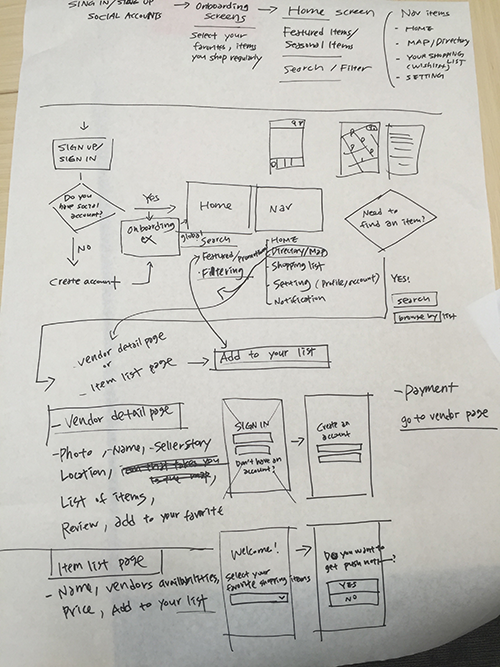 SING IN/SIGN UP
SOCIAL ACCOUNTS
Onboarding
Screens
Select your
favorites, items
you shop regularly
Home Screen
Featured Items/
Seasonal Items
Search / Filter
Nav items
- HOME
- MAP/Directory
- YOUR SHOPPING
(Wishlist) LIST
- SETTING
SIGN UP/
SIGN IN
Do you
have social
account?
YES
NO
Create account
Onboarding
ex
Home
Nav
global
Search
Featured/promotion
Filtering
HOME
Directory/Map
- Shopping list
- Setting (Profile/account)
- Notification
Need to
find an item?
YES!
search
browse by list
- vendor detail page
or
- Item list page
Add to your list
- Vendor detail page
- Photo, -Name, -Seller story
Location,
List of items,
Review, add to your favorite
SIGN IN
Don't have an
account?
Create an
account
- Payment
go to vendor page
Item list page
- Name, vendors availabilities,
Price, Add to your list
Welcome!
Select your
favorite shopping items
Do you want to
get push noti ?
YES
NO